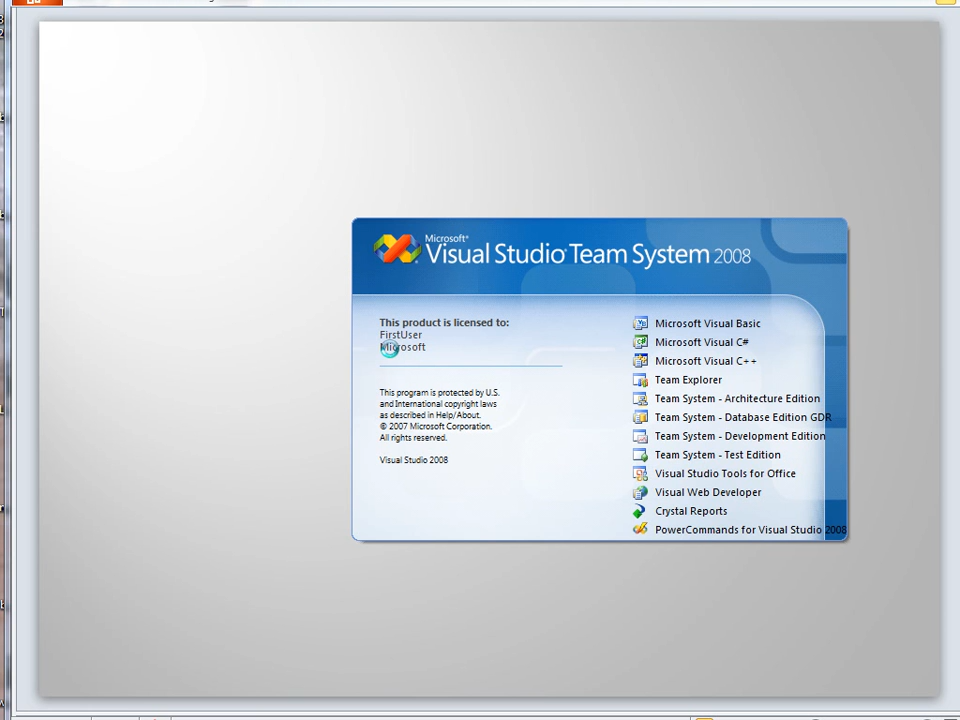 Microsoft®
Visual Studio Team System 2008
This product is licensed to:
FirstUser
Microsoft
This program is protected by U.S.
and International copyright laws
as described in Help/About.
© 2007 Microsoft Corporation.
All rights reserved.
Visual Studio 2008
Microsoft Visual Basic
Microsoft Visual C#
Microsoft Visual C++
Team Explorer
Team System - Architecture Edition
Team System - Database Edition GDR
Team System - Development Edition
Team System - Test Edition
Visual Studio Tools for Office
Visual Web Developer
Crystal Reports
PowerCommands for Visual Studio 2008